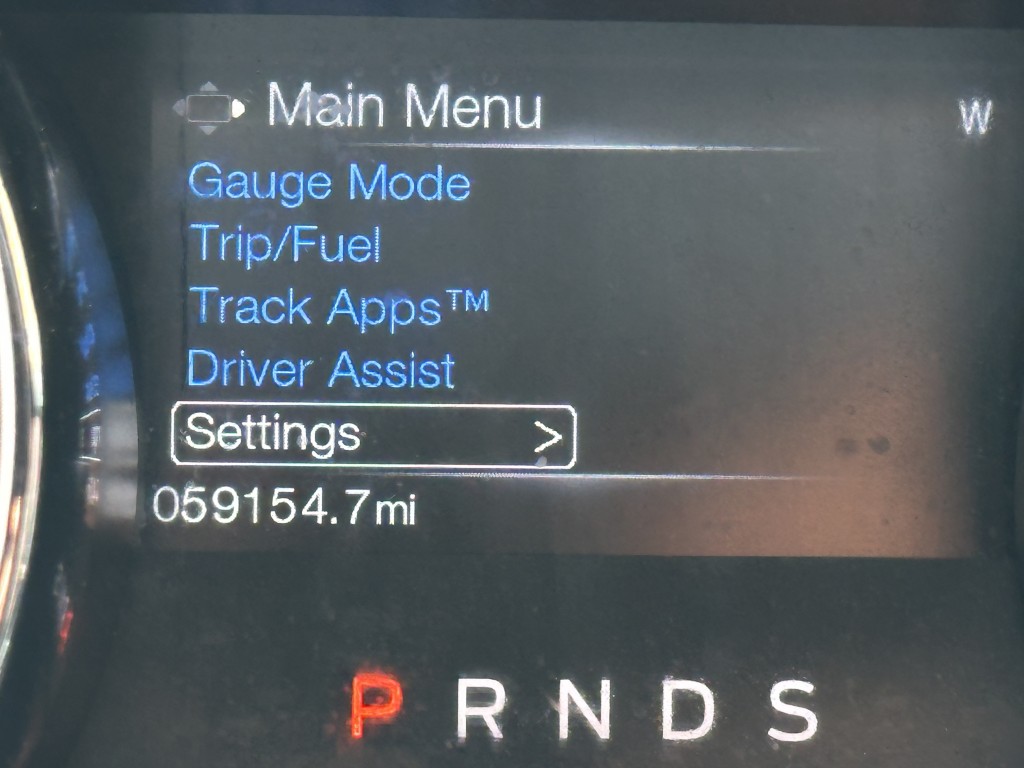 Main Menu
W
Gauge Mode
Trip/Fuel
Track Apps™
Driver Assist
Settings >
059154.7mi
P R N D S